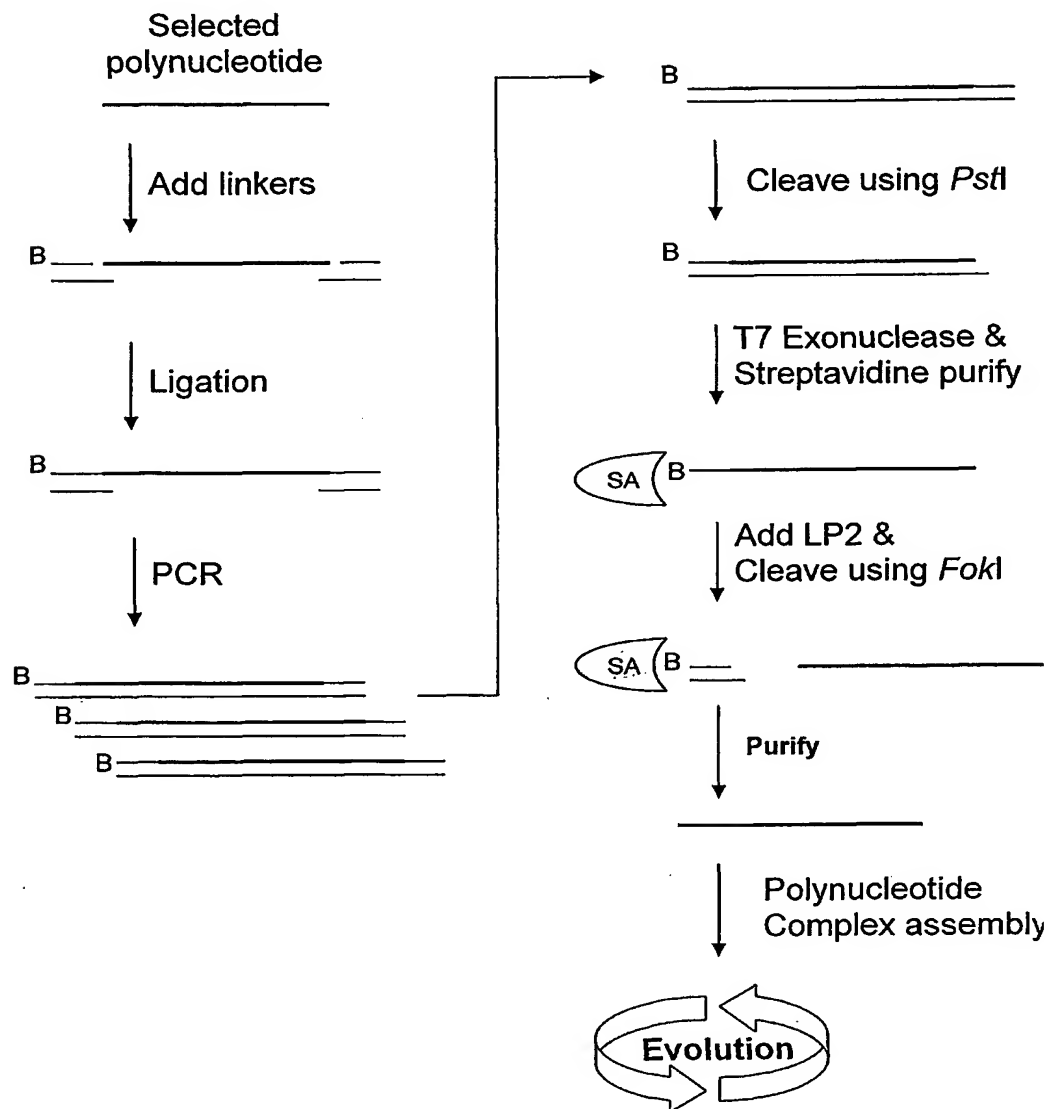 Selected
polynucleotide
Add linkers
B
Ligation
B
PCR
B
B
B
B
Cleave using PstI
B
T7 Exonuclease &
Streptavidine purify
SA B
Add LP2 &
Cleave using FokI
SA B
Purify
Polynucleotide
Complex assembly
Evolution